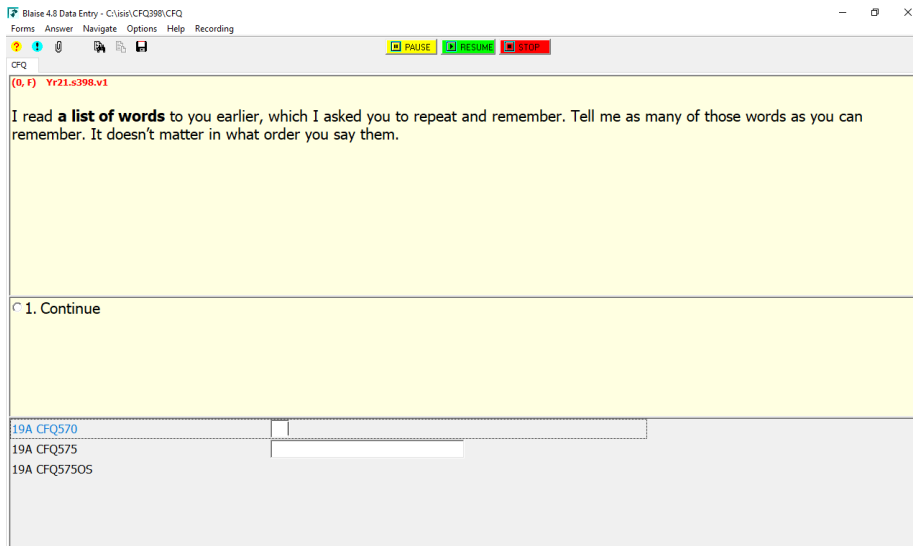 Blaise 4.8 Data Entry - C:\isis\CFQ398\CFQ
Forms Answer Navigate Options Help Recording
PAUSE RESUME STOP
CFQ
(0, F) Yr21.s398.v1
I read a list of words to you earlier, which I asked you to repeat and remember. Tell me as many of those words as you can
remember. It doesn’t matter in what order you say them.
1. Continue
19A CFQ570
19A CFQ575
19A CFQ575OS